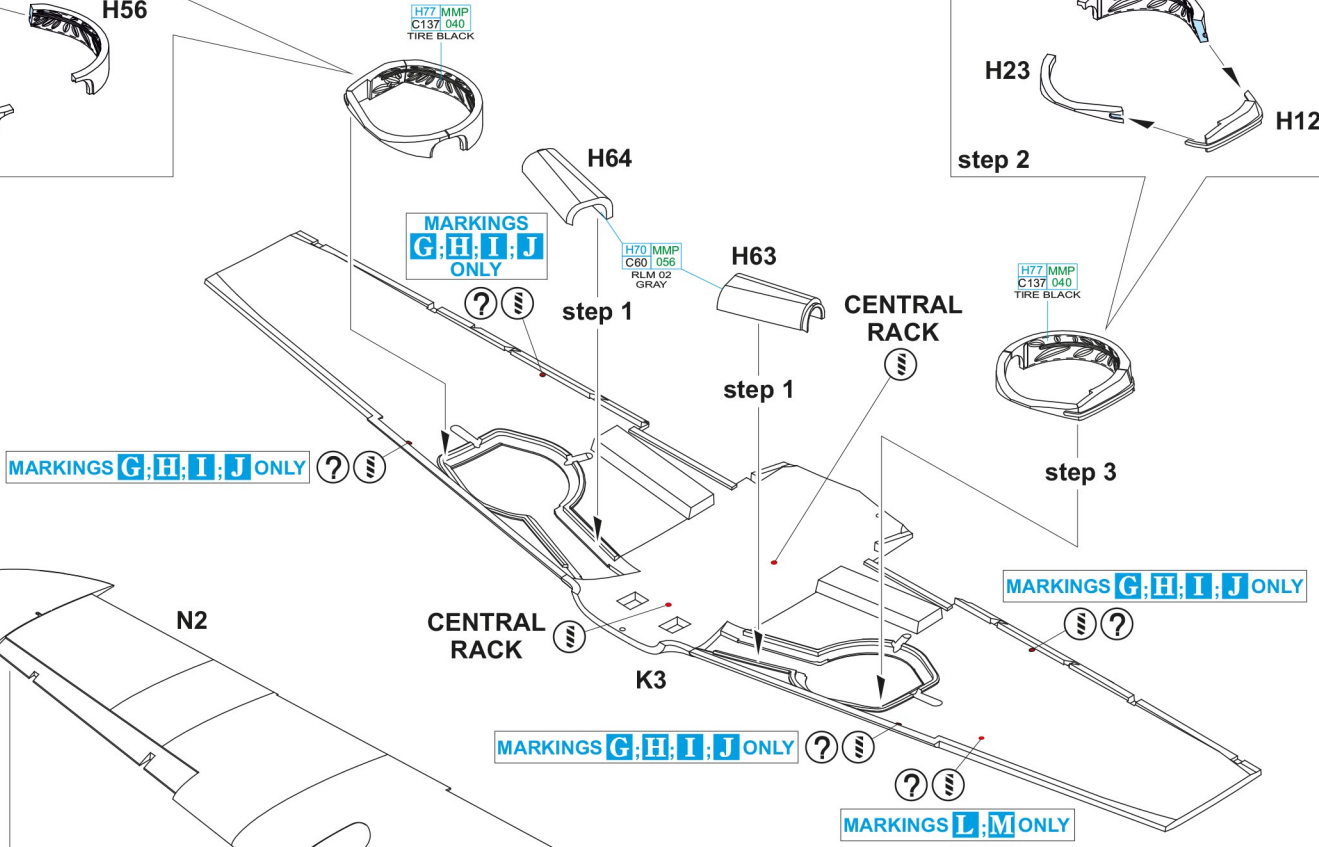 H56
H77 MMP
C137 040
TIRE BLACK
H23
H12
step 2
H64
MARKINGS
G;H;I;J
ONLY
?
H70 MMP
C60 056
RLM 02
GRAY
H63
step 1
CENTRAL
RACK
H77 MMP
C137 040
TIRE BLACK
step 1
MARKINGS G;H;I;J ONLY ?
step 3
MARKINGS G;H;I;J ONLY
?
N2
CENTRAL
RACK
K3
MARKINGS G;H;I;J ONLY ?
?
MARKINGS L;M ONLY